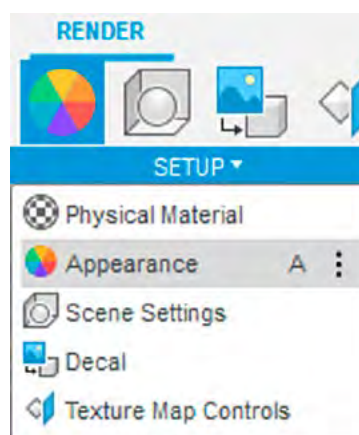 RENDER
SETUP ▾
Physical Material
Appearance A
Scene Settings
Decal
Texture Map Controls